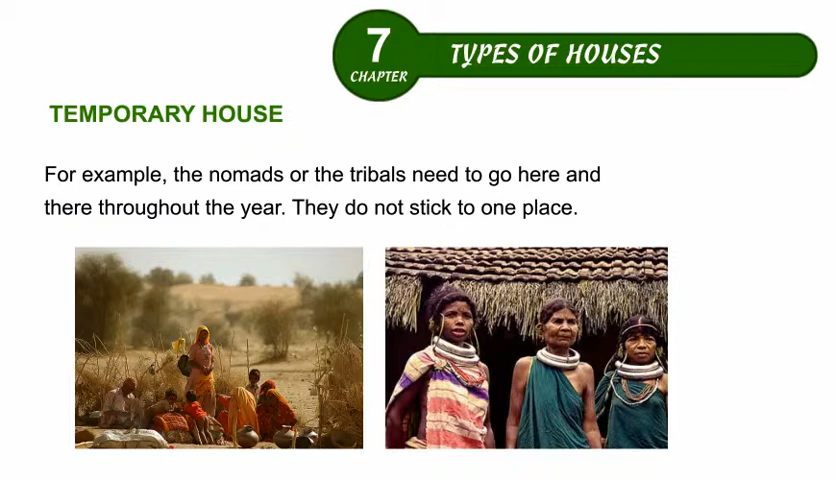 7
CHAPTER
TYPES OF HOUSES
TEMPORARY HOUSE
For example, the nomads or the tribals need to go here and
there throughout the year. They do not stick to one place.